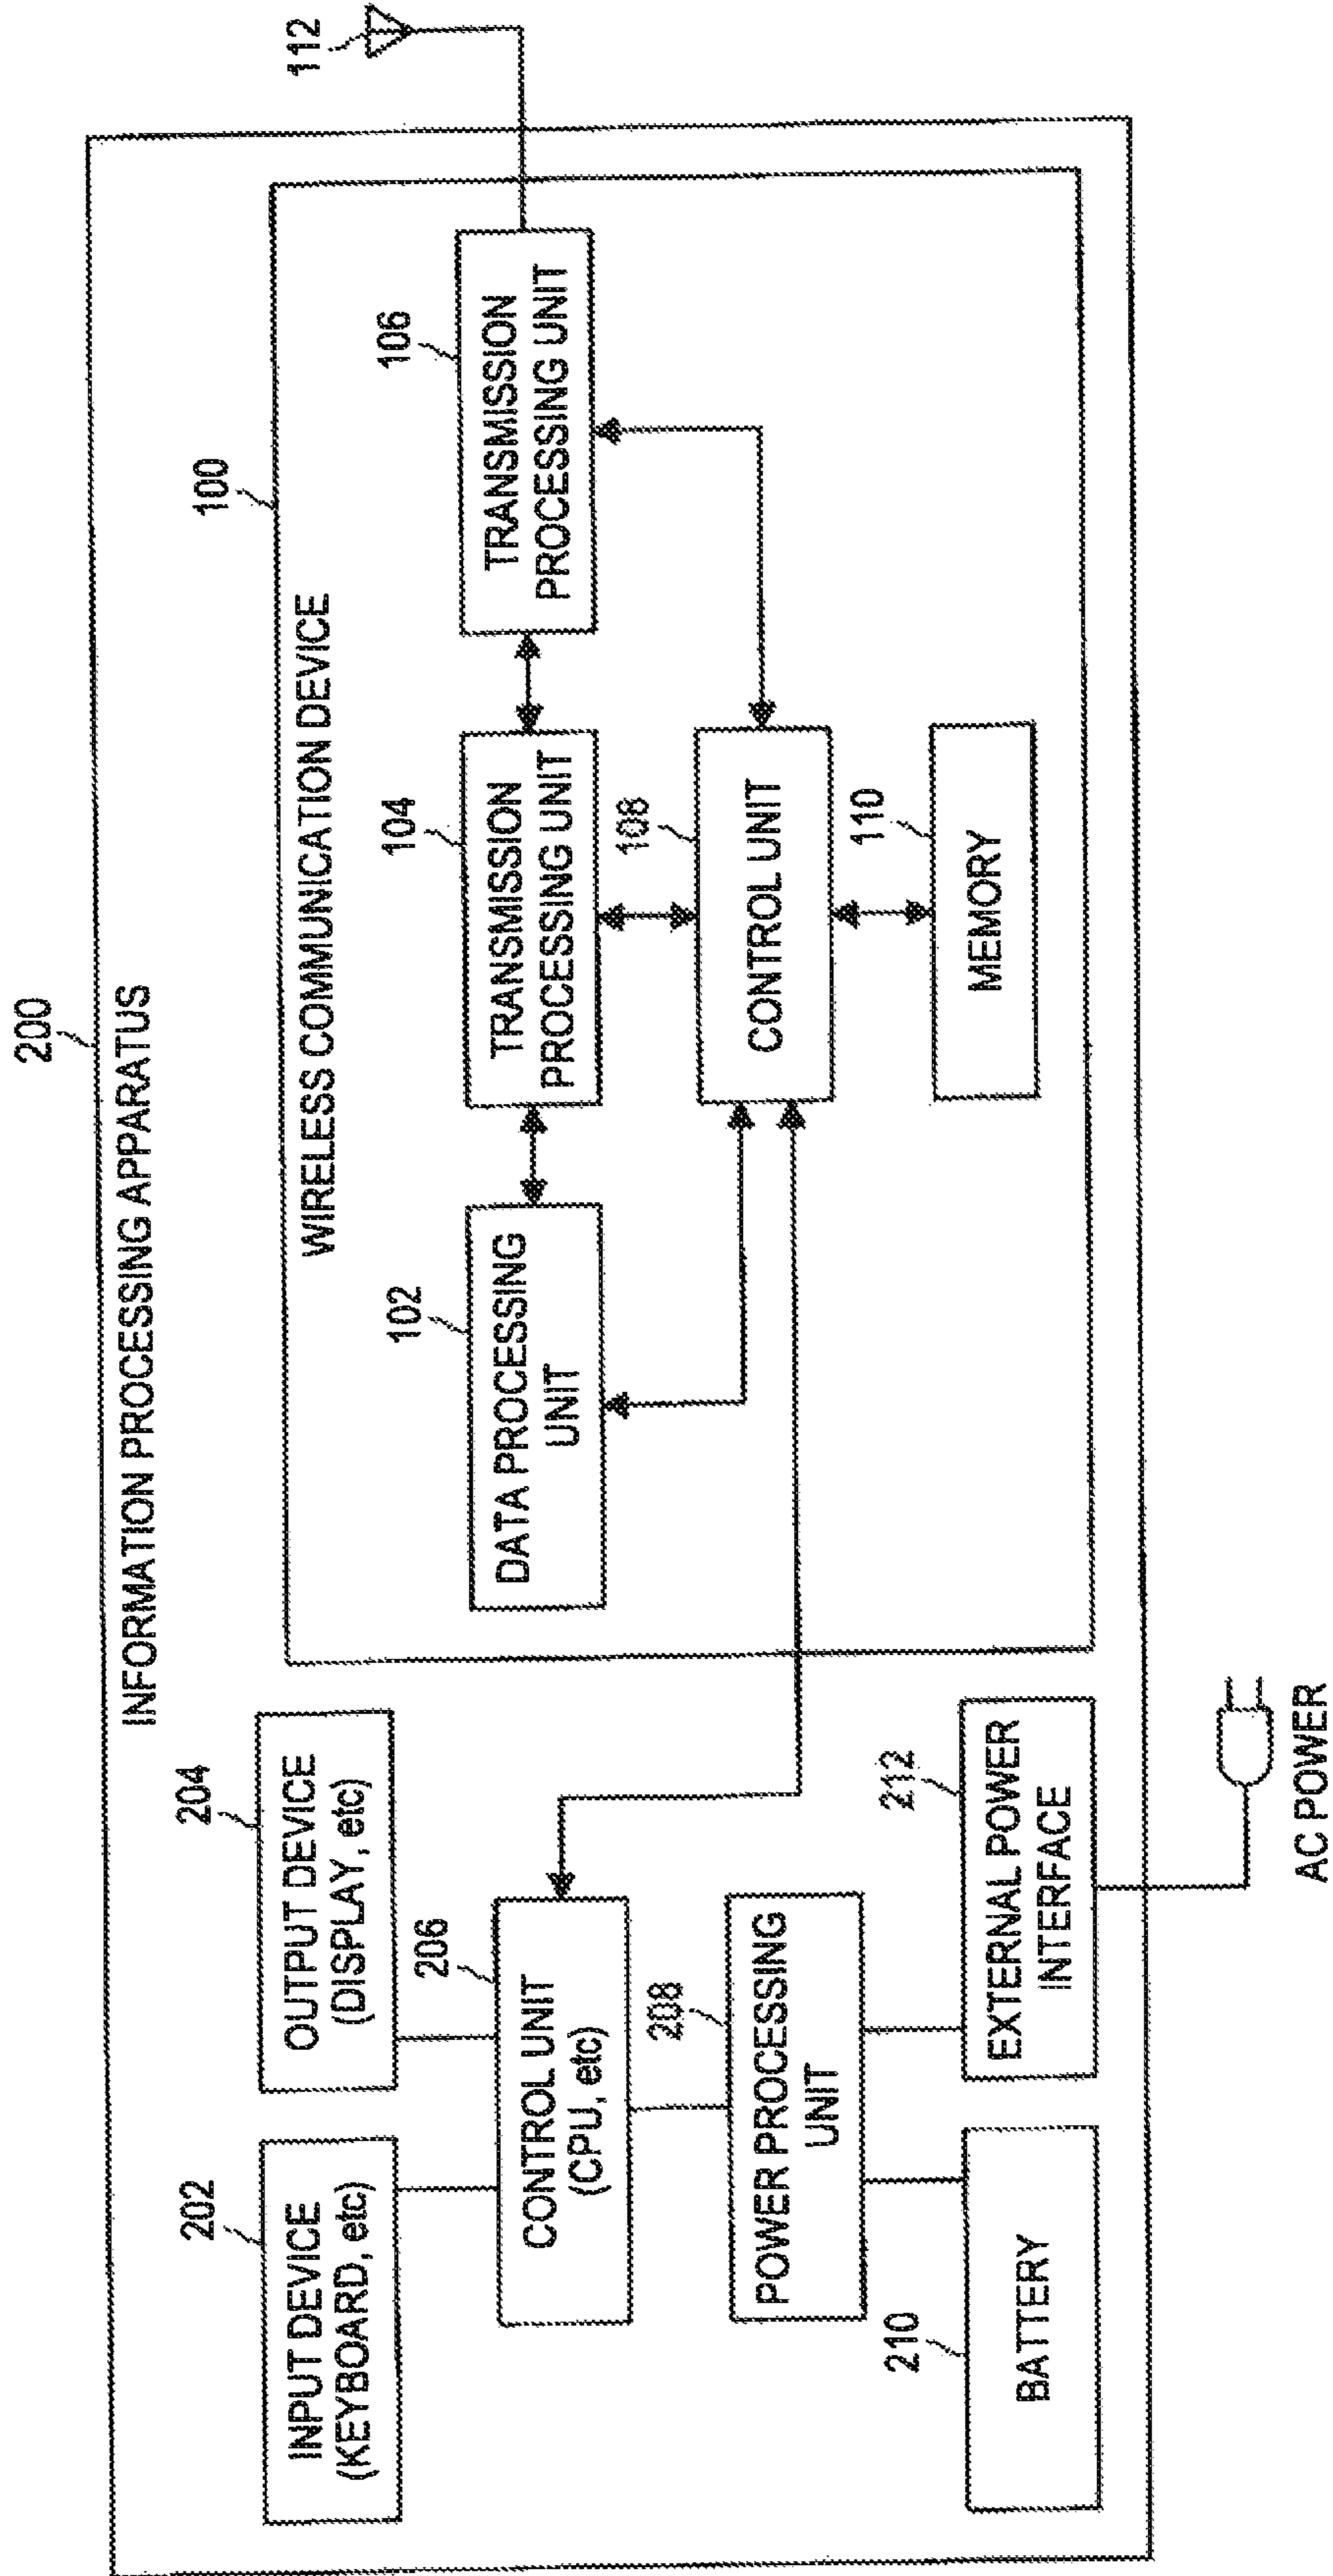 200
INFORMATION PROCESSING APPARATUS
202
INPUT DEVICE
(KEYBOARD, etc)
204
OUTPUT DEVICE
(DISPLAY, etc)
206
CONTROL UNIT
(CPU, etc)
208
POWER PROCESSING
UNIT
210
BATTERY
212
EXTERNAL POWER
INTERFACE
AC POWER
100
WIRELESS COMMUNICATION DEVICE
102
DATA PROCESSING
UNIT
104
TRANSMISSION
PROCESSING UNIT
106
TRANSMISSION
PROCESSING UNIT
108
CONTROL UNIT
110
MEMORY
112